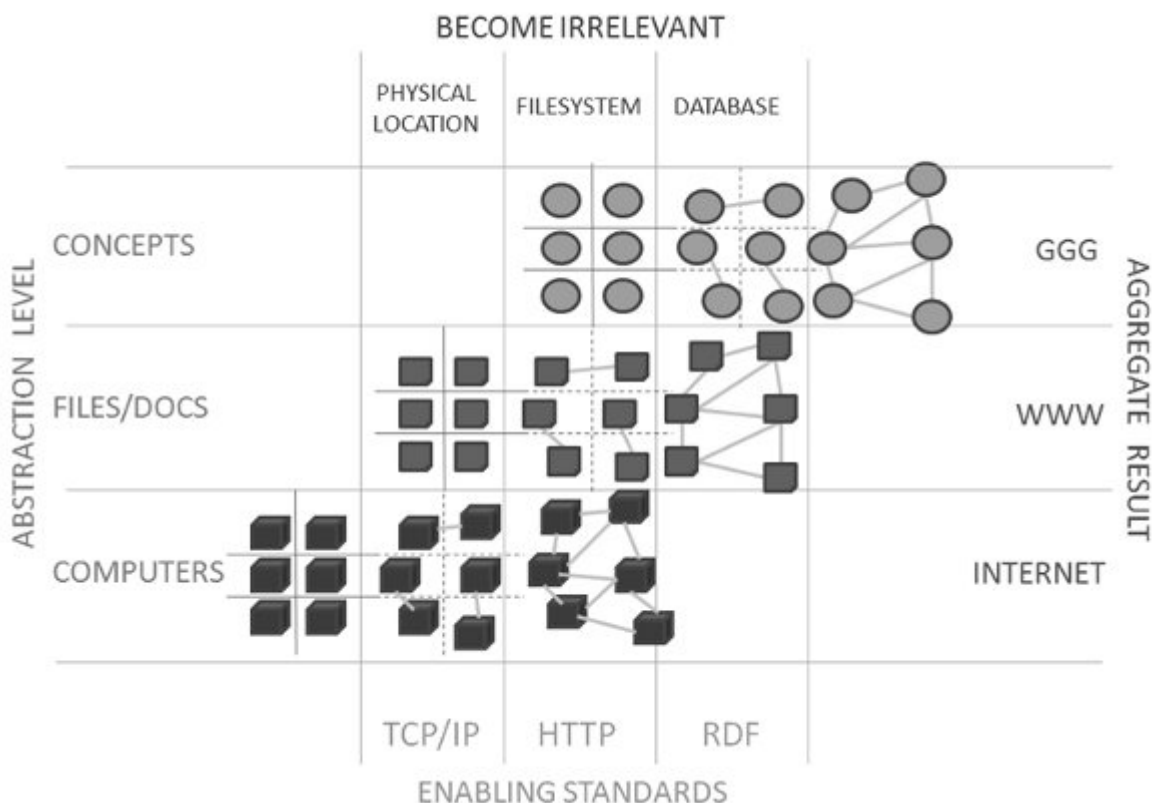 BECOME IRRELEVANT
PHYSICAL
LOCATION
FILESYSTEM
DATABASE
ABSTRACTION LEVEL
CONCEPTS
GGG
FILES/DOCS
WWW
COMPUTERS
INTERNET
AGGREGATE RESULT
TCP/IP
HTTP
RDF
ENABLING STANDARDS